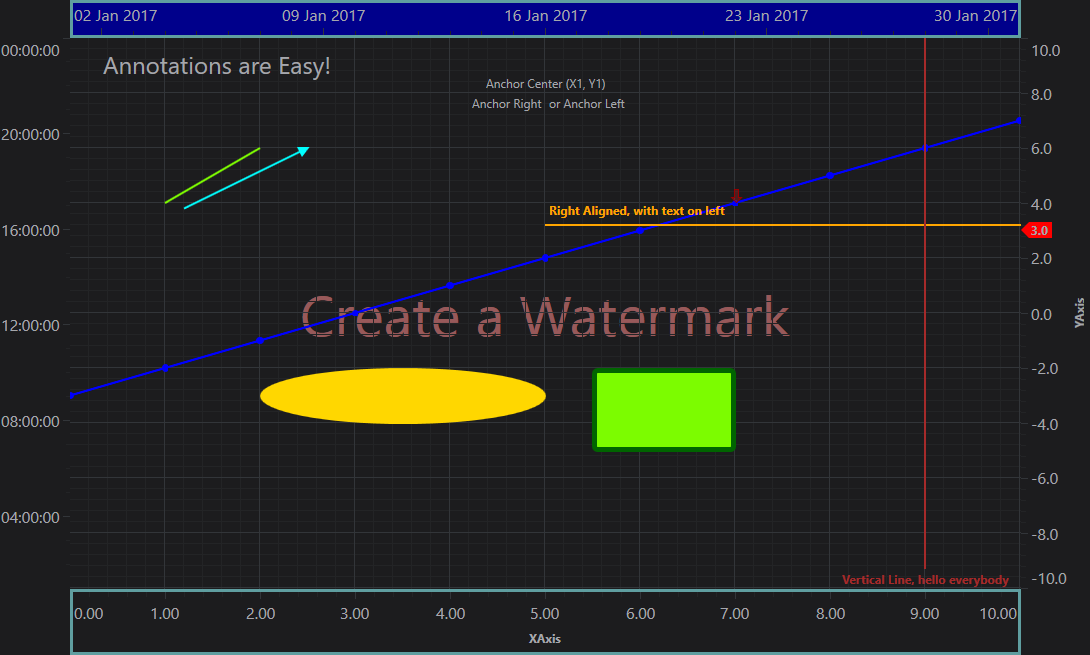 02 Jan 2017 09 Jan 2017 16 Jan 2017 23 Jan 2017 30 Jan 2017
00:00:00
20:00:00
16:00:00
12:00:00
08:00:00
04:00:00
Annotations are Easy!
Anchor Center (X1, Y1)
Anchor Right or Anchor Left
Right Aligned, with text on left
Create a Watermark
Vertical Line, hello everybody
10.0
8.0
6.0
4.0
3.0
2.0
0.0
-2.0
-4.0
-6.0
-8.0
-10.0
YAxis
0.00 1.00 2.00 3.00 4.00 5.00 6.00 7.00 8.00 9.00 10.00
XAxis